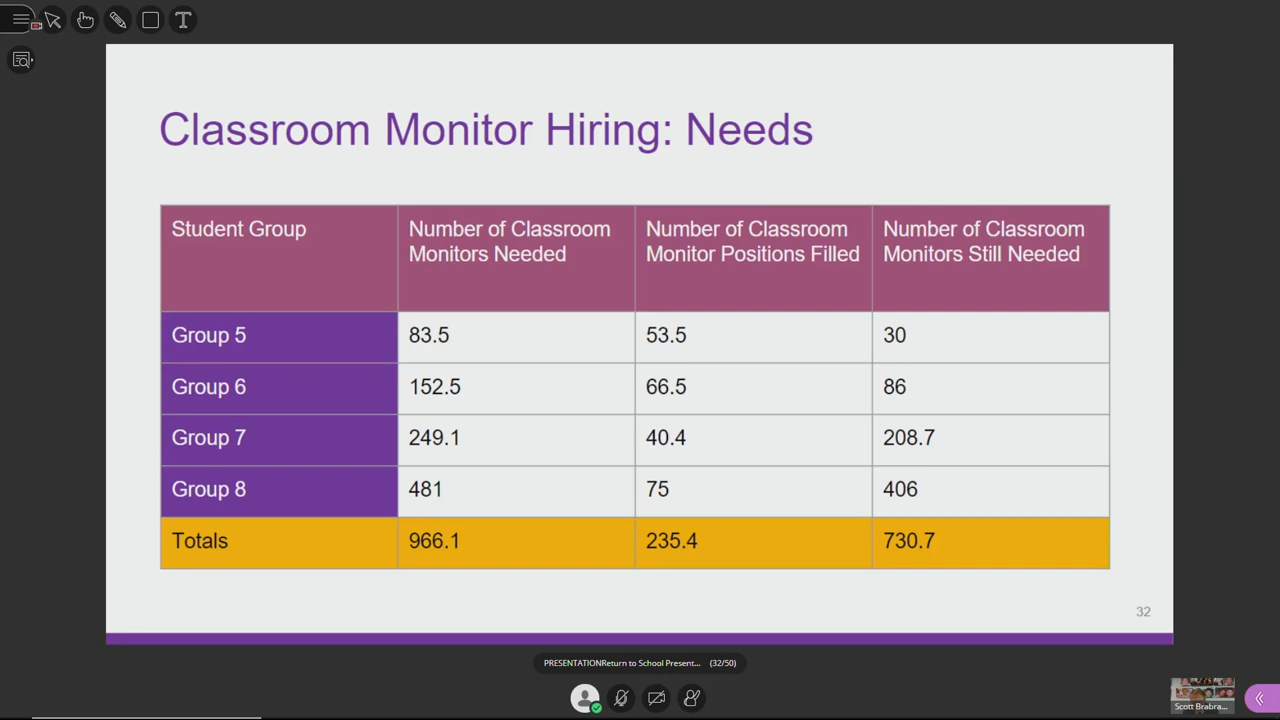 T
Classroom Monitor Hiring: Needs
Student Group
Number of Classroom
Monitors Needed
Number of Classroom
Monitor Positions Filled
Number of Classroom
Monitors Still Needed
Group 5
83.5
53.5
30
Group 6
152.5
66.5
86
Group 7
249.1
40.4
208.7
Group 8
481
75
406
Totals
966.1
235.4
730.7
32
PRESENTATIONReturn to School Present... (32/50)
Scott Brabra...